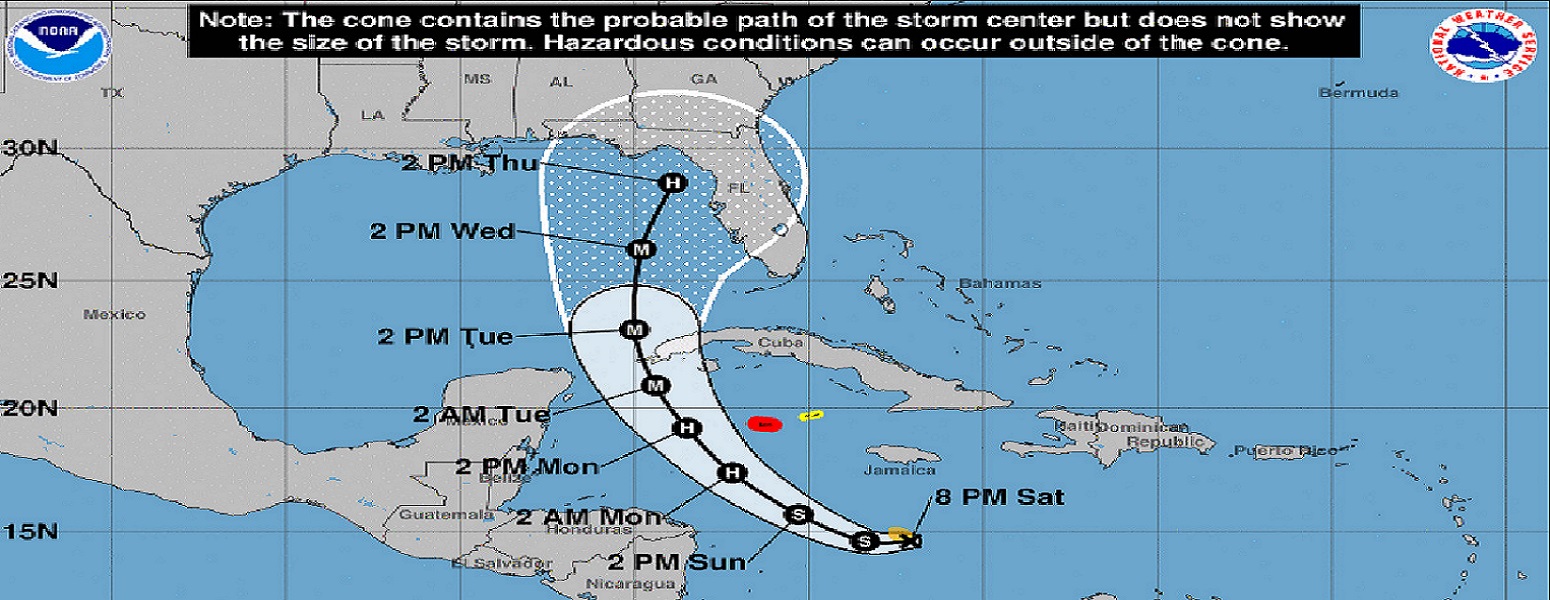 Note: The cone contains the probable path of the storm center but does not show
the size of the storm. Hazardous conditions can occur outside of the cone.
NOAA
NATIONAL WEATHER SERVICE
TX
LA
MS
AL
GA
Bermuda
30N
2 PM Thu
H
FL
2 PM Wed
M
25N
Bahamas
Mexico
2 PM Tue
M
Cuba
M
20N
2 AM Tue
Mexico
H
Haiti
Dominican
Republic
2 PM Mon
Belize
H
Jamaica
Puerto Rico
8 PM Sat
Guatemala
2 AM Mon
S
Honduras
15N
S
X
El Salvador
2 PM Sun
Nicaragua